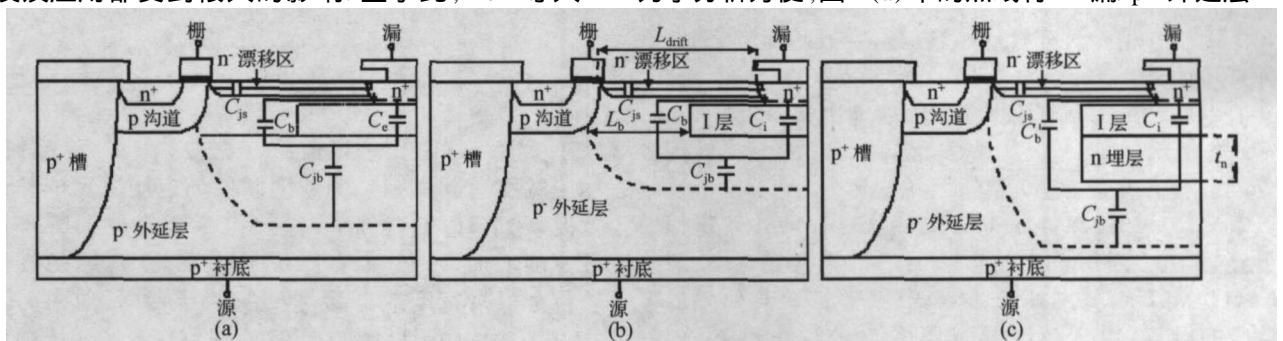 栅
漏
n⁻ 漂移区
n⁺
n⁺
C_js
p 沟道
C_b
C_e
p⁺ 槽
C_jb
p⁻ 外延层
p⁺ 衬底
源
(a)
栅
L_drift
漏
n⁻ 漂移区
n⁺
n⁺
C_js
p 沟道
L_b
C_b
I 层
C_i
p⁺ 槽
C_jb
p⁻ 外延层
p⁺ 衬底
源
(b)
栅
漏
n⁻ 漂移区
n⁺
n⁺
C_js
p 沟道
C_b
I 层
C_i
p⁺ 槽
n 埋层
t_n
C_jb
p⁻ 外延层
p⁺ 衬底
源
(c)